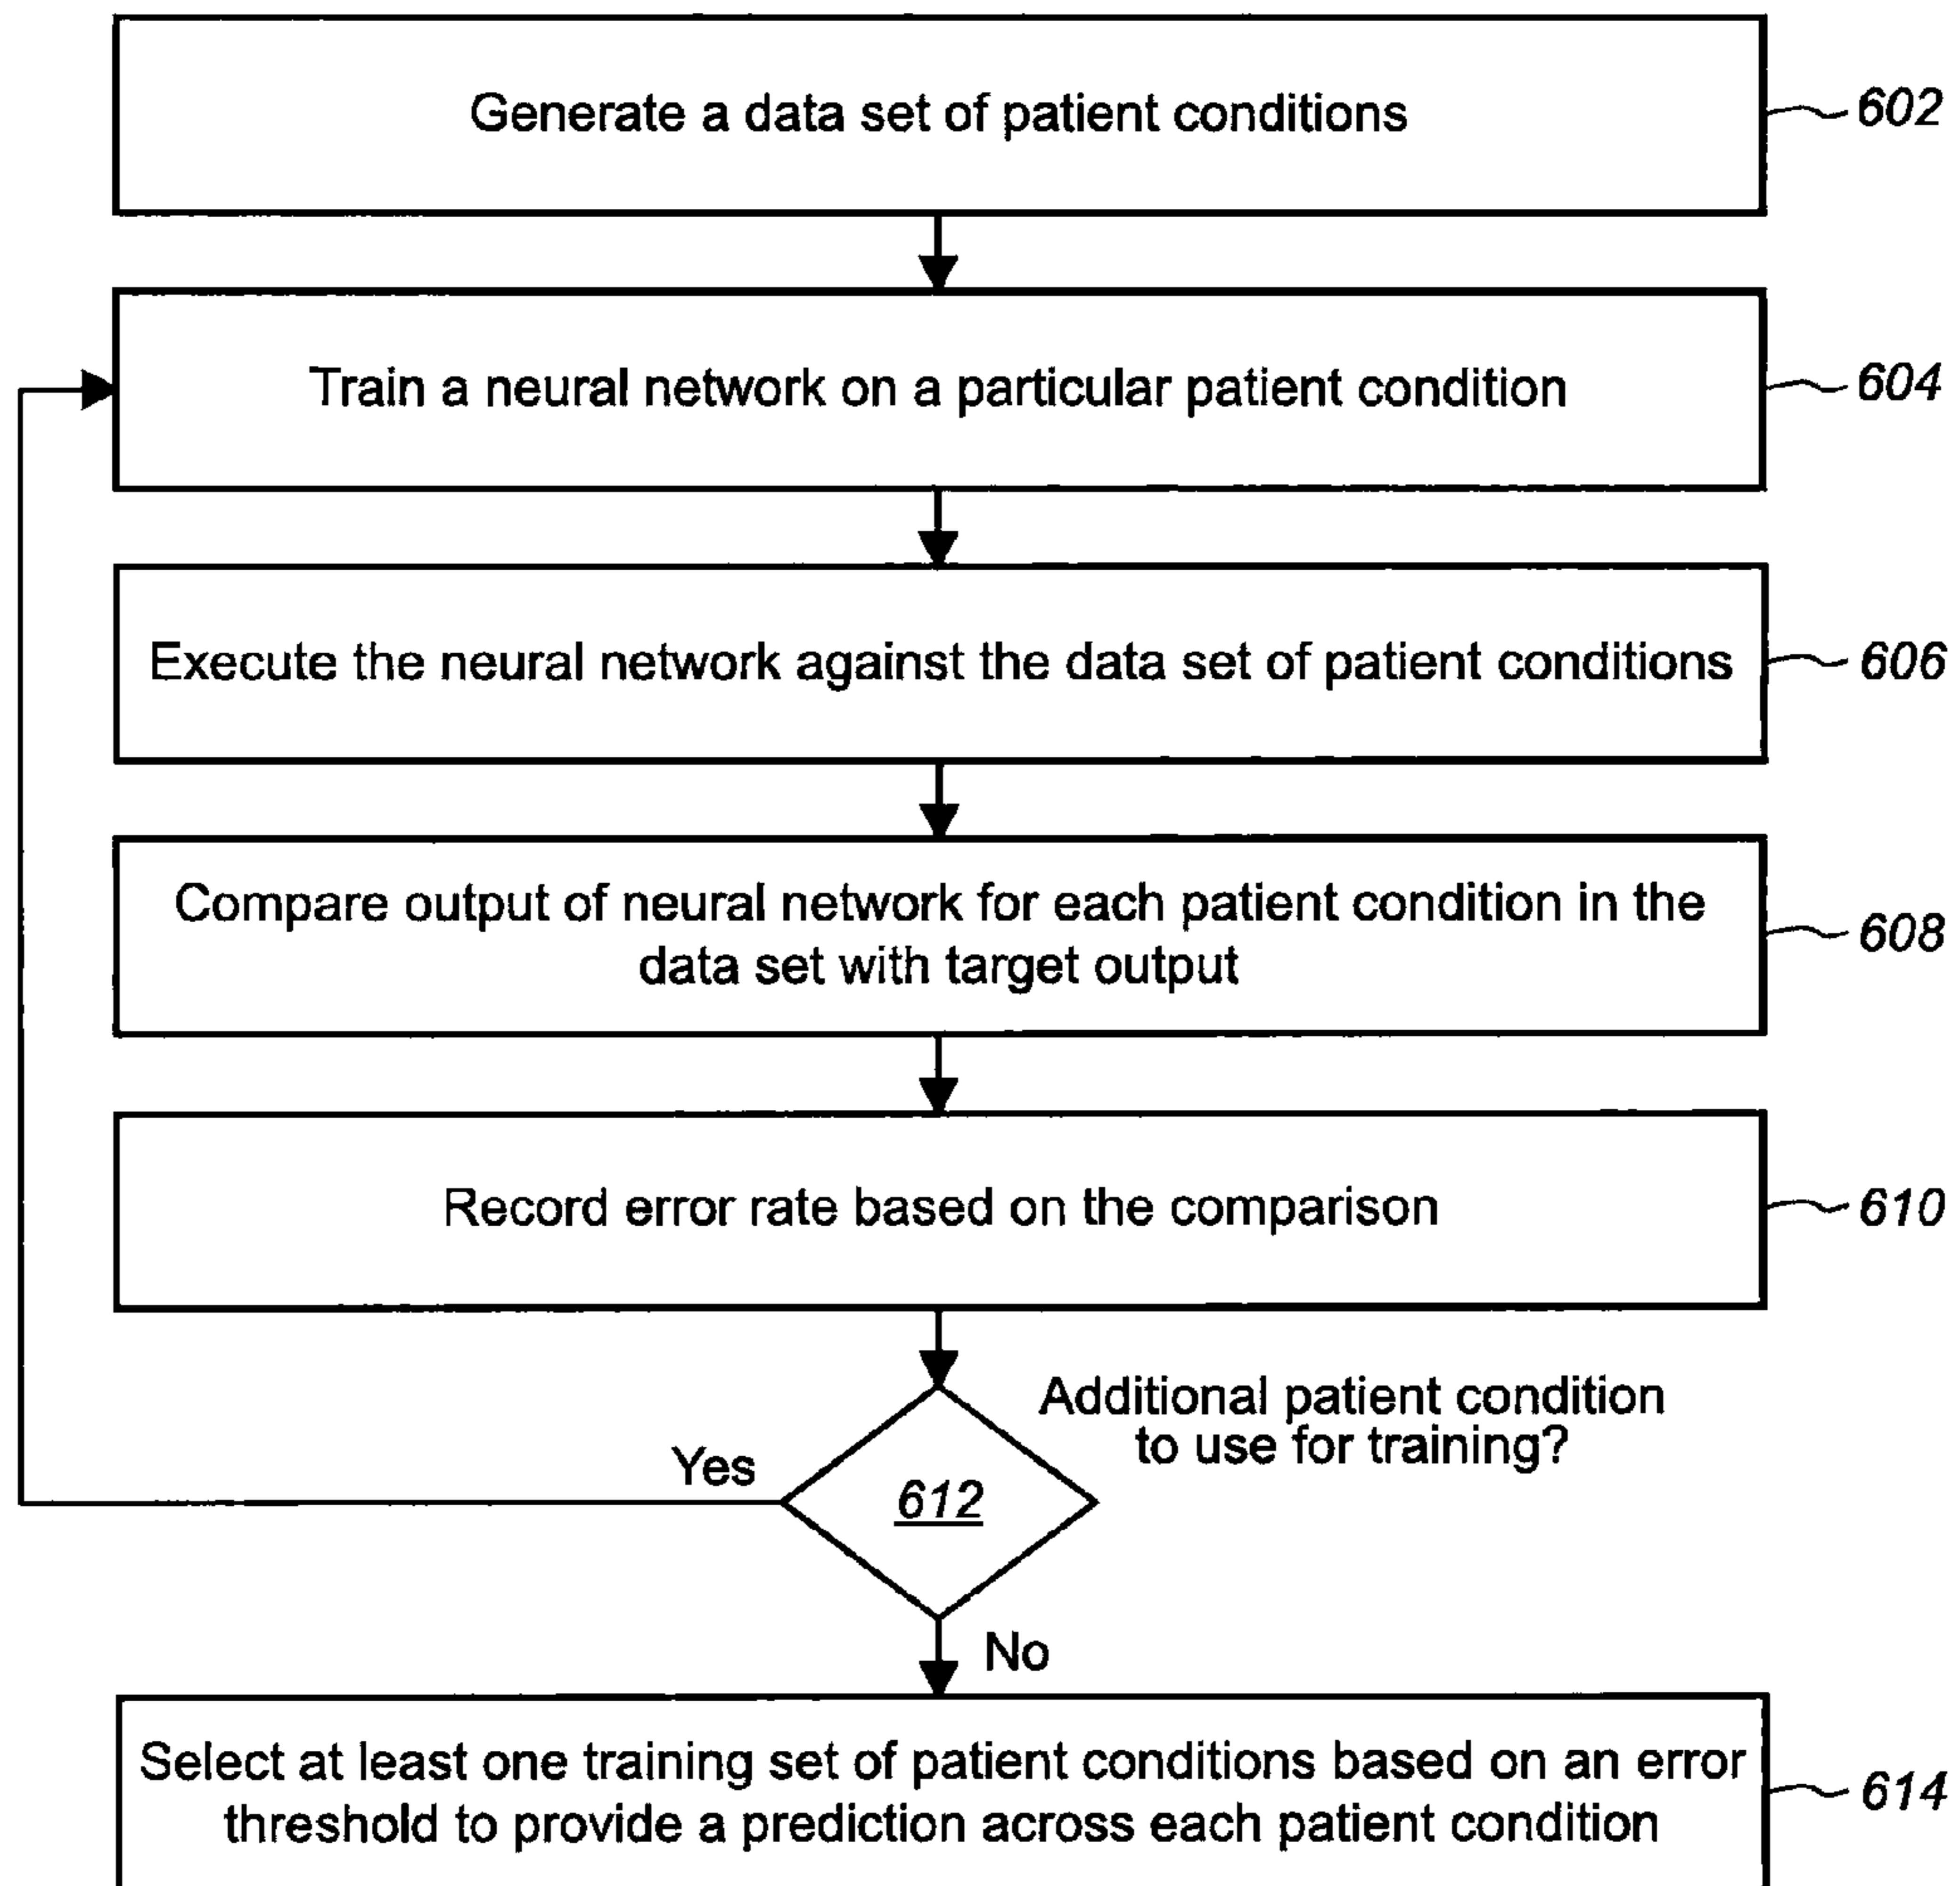 Generate a data set of patient conditions
602
Train a neural network on a particular patient condition
604
Execute the neural network against the data set of patient conditions
606
Compare output of neural network for each patient condition in the
data set with target output
608
Record error rate based on the comparison
610
Additional patient condition
to use for training?
Yes
612
No
Select at least one training set of patient conditions based on an error
threshold to provide a prediction across each patient condition
614